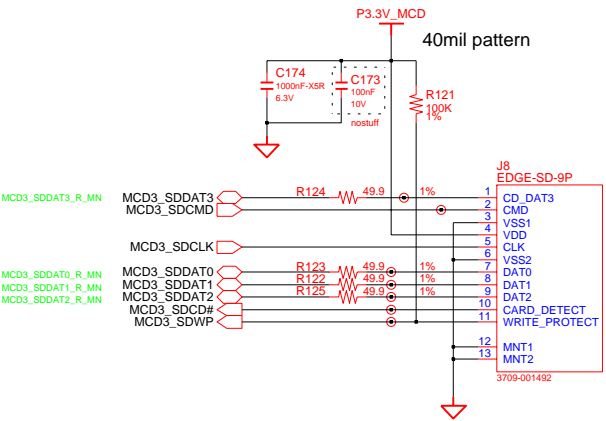 P3.3V_MCD
40mil pattern
C174
1000nF-X5R
6.3V
C173
100nF
10V
nostuff
R121
100K
1%
J8
EDGE-SD-9P
MCD3_SDDAT3_R_MN MCD3_SDDAT3 R124 49.9 1% 1 CD_DAT3
MCD3_SDCMD 2 CMD
3 VSS1
4 VDD
MCD3_SDCLK 5 CLK
6 VSS2
MCD3_SDDAT0_R_MN MCD3_SDDAT0 R123 49.9 1% 7 DAT0
MCD3_SDDAT1_R_MN MCD3_SDDAT1 R122 49.9 1% 8 DAT1
MCD3_SDDAT2_R_MN MCD3_SDDAT2 R125 49.9 1% 9 DAT2
MCD3_SDCD# 10 CARD_DETECT
MCD3_SDWP 11 WRITE_PROTECT
12 MNT1
13 MNT2
3709-001492